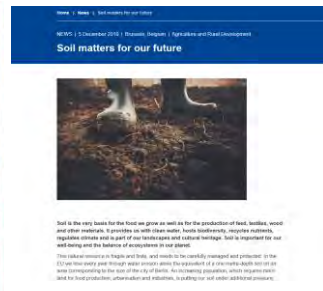 Home | News | Soil matters for our future
NEWS | 5 December 2019 | Brussels, Belgium | Agriculture and Rural Development
Soil matters for our future
Soil is the very basis for the food we grow as well as for the production of feed, textiles, wood
and other materials. It provides us with clean water, hosts biodiversity, recycles nutrients,
regulates climate and is part of our landscapes and cultural heritage. Soil is important for our
well-being and the balance of ecosystems in our planet.
This natural resource is fragile and finite, and needs to be carefully managed and protected. In the
EU we lose every year through water erosion alone the equivalent of a one metre-depth soil on an
area corresponding to the size of the city of Berlin. An increasing population, which requires more
land for food production, urbanisation and industries, is putting our soil under additional pressure,